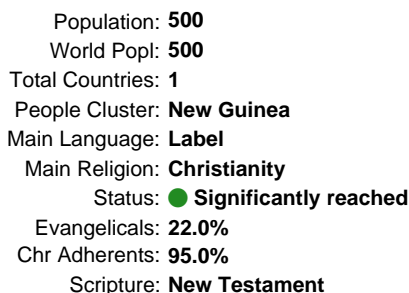 Population: 500
World Popl: 500
Total Countries: 1
People Cluster: New Guinea
Main Language: Label
Main Religion: Christianity
Status: Significantly reached
Evangelicals: 22.0%
Chr Adherents: 95.0%
Scripture: New Testament